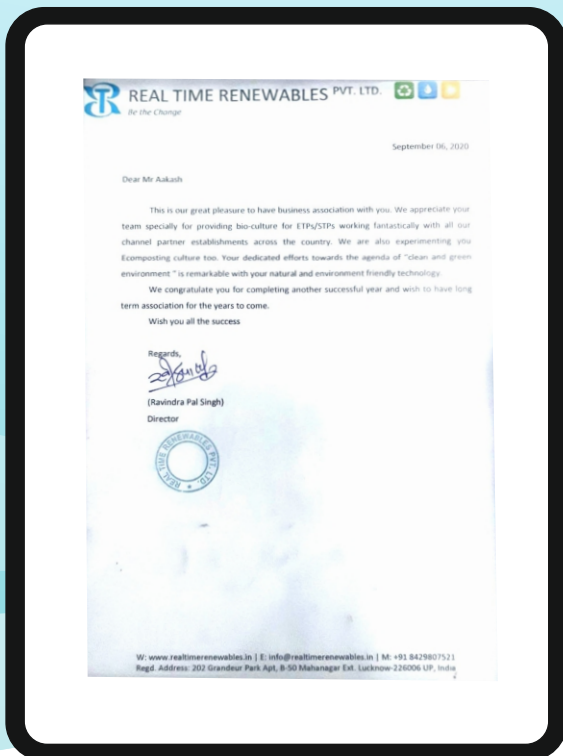 REAL TIME RENEWABLES PVT. LTD.
Be the Change
September 06, 2020
Dear Mr Aakash
This is our great pleasure to have business association with you. We appreciate your
team specially for providing bio-culture for ETPs/STPs working fantastically with all our
channel partner establishments across the country. We are also experimenting you
Ecomposting culture too. Your dedicated efforts towards the agenda of "clean and green
environment " is remarkable with your natural and environment friendly technology.
We congratulate you for completing another successful year and wish to have long
term association for the years to come.
Wish you all the success
Regards,
(Ravindra Pal Singh)
Director
REAL TIME RENEWABLES PVT. LTD.
W: www.realtimerenewables.in | E: info@realtimerenewables.in | M: +91 8429807521
Regd. Address: 202 Grandeur Park Apt, B-50 Mahanagar Ext. Lucknow-226006 UP, India